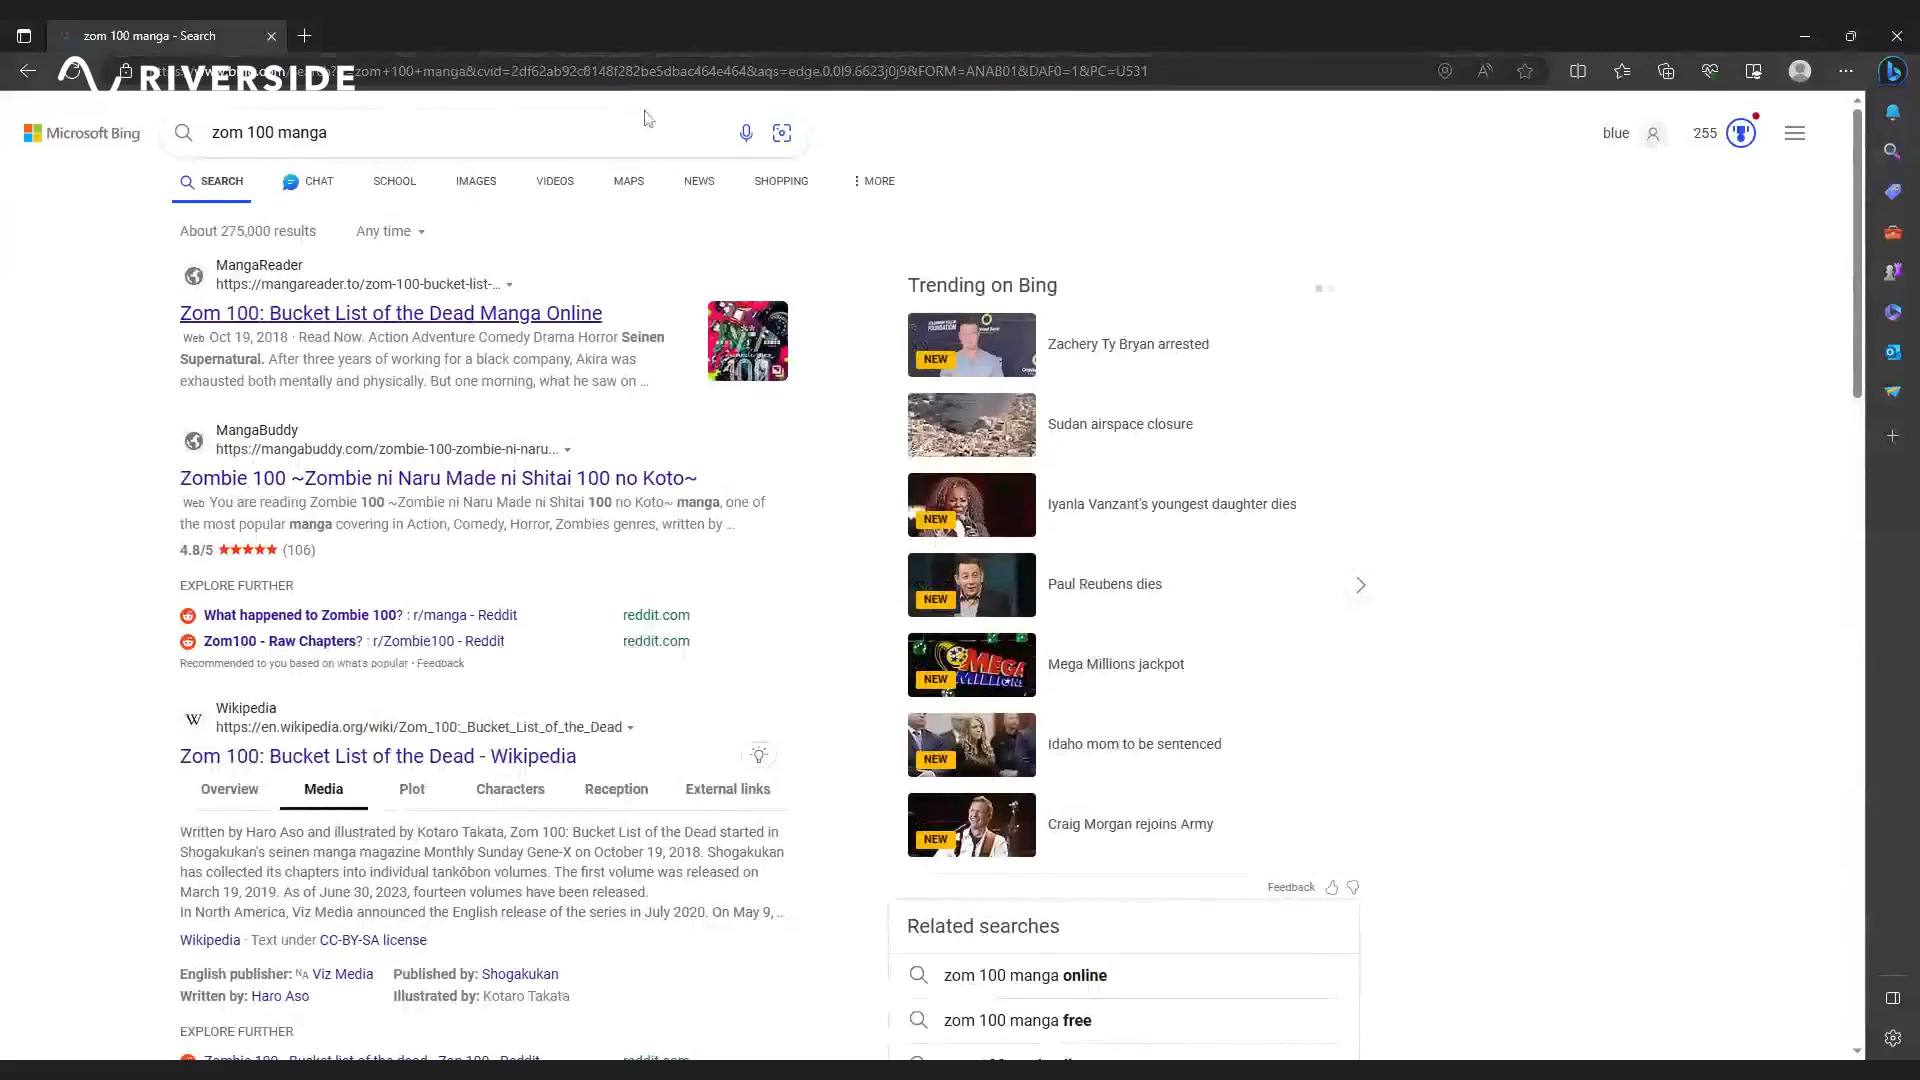 zom 100 manga - Search
RIVERSIDE
zom+100+manga&cvid=2df62ab92c8148f282be5dbac464e464&aqs=edge.0.0l9.6623j0j9&FORM=ANAB01&DAF0=1&PC=U531
Microsoft Bing
zom 100 manga
blue
255
SEARCH
CHAT
SCHOOL
IMAGES
VIDEOS
MAPS
NEWS
SHOPPING
MORE
About 275,000 results
Any time
MangaReader
https://mangareader.to/zom-100-bucket-list-...
Zom 100: Bucket List of the Dead Manga Online
Web Oct 19, 2018 · Read Now. Action Adventure Comedy Drama Horror Seinen
Supernatural. After three years of working for a black company, Akira was
exhausted both mentally and physically. But one morning, what he saw on ...
MangaBuddy
https://mangabuddy.com/zombie-100-zombie-ni-naru...
Zombie 100 ~Zombie ni Naru Made ni Shitai 100 no Koto~
Web You are reading Zombie 100 ~Zombie ni Naru Made ni Shitai 100 no Koto~ manga, one of
the most popular manga covering in Action, Comedy, Horror, Zombies genres, written by ...
4.8/5 ★★★★★ (106)
EXPLORE FURTHER
What happened to Zombie 100? : r/manga - Reddit
reddit.com
Zom100 - Raw Chapters? : r/Zombie100 - Reddit
reddit.com
Recommended to you based on what's popular · Feedback
Wikipedia
https://en.wikipedia.org/wiki/Zom_100:_Bucket_List_of_the_Dead
Zom 100: Bucket List of the Dead - Wikipedia
Overview
Media
Plot
Characters
Reception
External links
Written by Haro Aso and illustrated by Kotaro Takata, Zom 100: Bucket List of the Dead started in
Shogakukan's seinen manga magazine Monthly Sunday Gene-X on October 19, 2018. Shogakukan
has collected its chapters into individual tankōbon volumes. The first volume was released on
March 19, 2019. As of June 30, 2023, fourteen volumes have been released.
In North America, Viz Media announced the English release of the series in July 2020. On May 9, ...
Wikipedia · Text under CC-BY-SA license
English publisher: NA Viz Media
Published by: Shogakukan
Written by: Haro Aso
Illustrated by: Kotaro Takata
EXPLORE FURTHER
Zombie 100 - Bucket list of the dead - Zon 100 - Reddit
reddit.com
Trending on Bing
NEW
Zachery Ty Bryan arrested
Sudan airspace closure
NEW
Iyanla Vanzant's youngest daughter dies
NEW
Paul Reubens dies
MEGA
MILLIONS
NEW
Mega Millions jackpot
NEW
Idaho mom to be sentenced
NEW
Craig Morgan rejoins Army
Feedback
Related searches
zom 100 manga online
zom 100 manga free